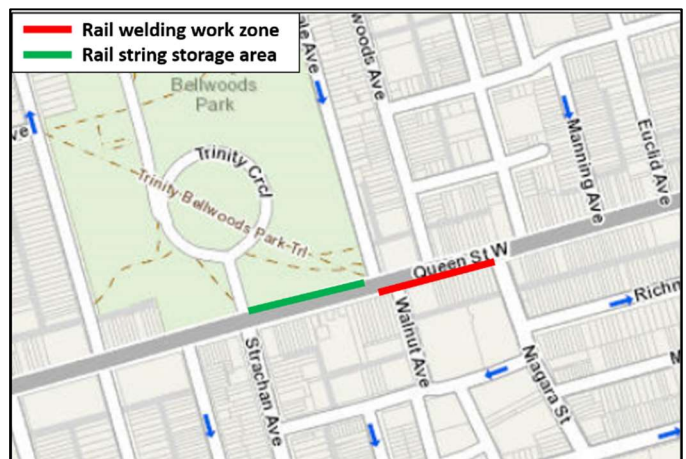 Rail welding work zone
Rail string storage area
Bellwoods
Park
Trinity Crcl
Trinity-Bellwoods Park-Trl
ale Ave
woods Ave
Manning Ave
Euclid Ave
Queen St W
Walnut Ave
Strachan Ave
Niagara St
Richm
ve
M